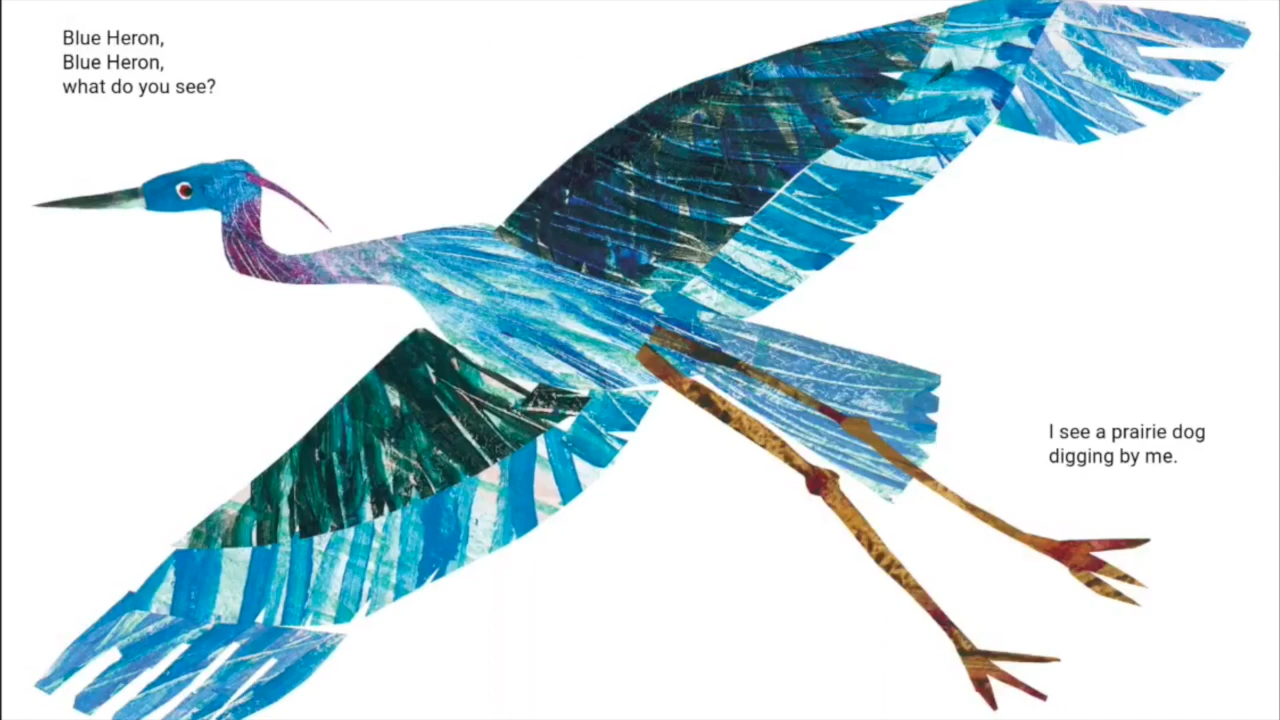 Blue Heron,
Blue Heron,
what do you see?
I see a prairie dog
digging by me.